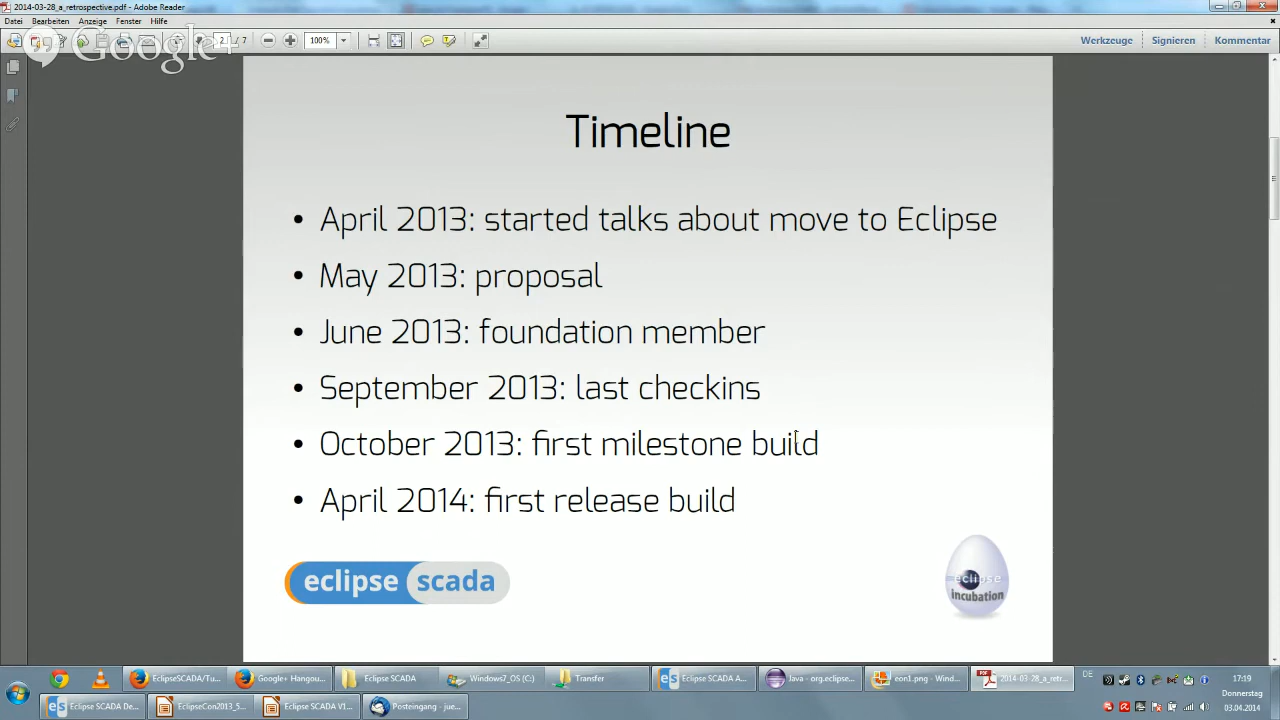 2014-03-28_a_retrospective.pdf - Adobe Reader
Datei Bearbeiten Anzeige Fenster Hilfe
Google+
2 / 7
100%
Werkzeuge Signieren Kommentar
Timeline
• April 2013: started talks about move to Eclipse
• May 2013: proposal
• June 2013: foundation member
• September 2013: last checkins
• October 2013: first milestone build
• April 2014: first release build
eclipse scada
eclipse
incubation
EclipseSCADA/Tu... Google+ Hangou... Eclipse SCADA Windows7_OS (C:) Transfer Eclipse SCADA A... Java - org.eclipse... eon1.png - Wind... 2014-03-28_a_retr... DE 17:19
Donnerstag
Eclipse SCADA De... EclipseCon2013_5... Eclipse SCADA V1... Posteingang - jue... 03.04.2014